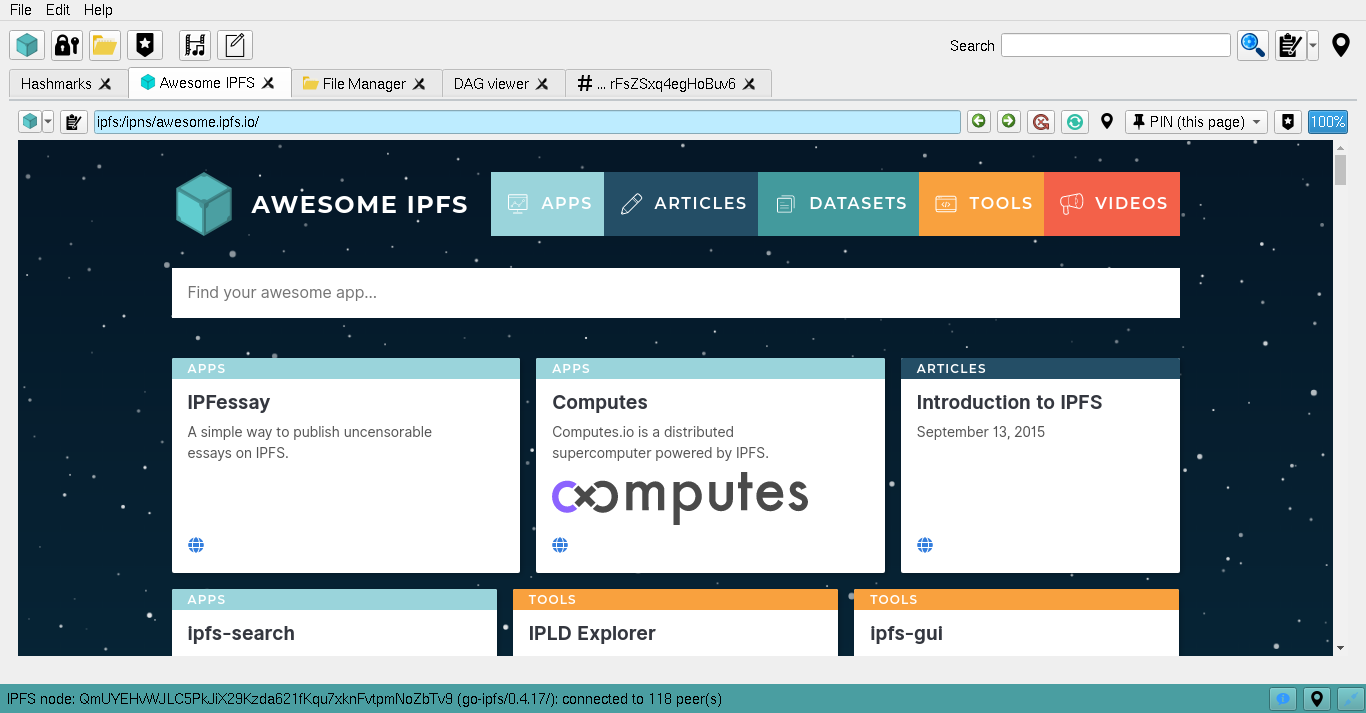 File Edit Help
Search
Hashmarks Awesome IPFS File Manager DAG viewer # ... rFsZSxq4egHoBuv6
ipfs:/ipns/awesome.ipfs.io/ PIN (this page) 100%
AWESOME IPFS APPS ARTICLES DATASETS TOOLS VIDEOS
Find your awesome app...
APPS
IPFessay
A simple way to publish uncensorable
essays on IPFS.
APPS
Computes
Computes.io is a distributed
supercomputer powered by IPFS.
computes
ARTICLES
Introduction to IPFS
September 13, 2015
APPS
ipfs-search
TOOLS
IPLD Explorer
TOOLS
ipfs-gui
IPFS node: QmUYEHvWJLC5PkJiX29Kzda621fKqu7xknFvtpmNoZbTv9 (go-ipfs/0.4.17/): connected to 118 peer(s)